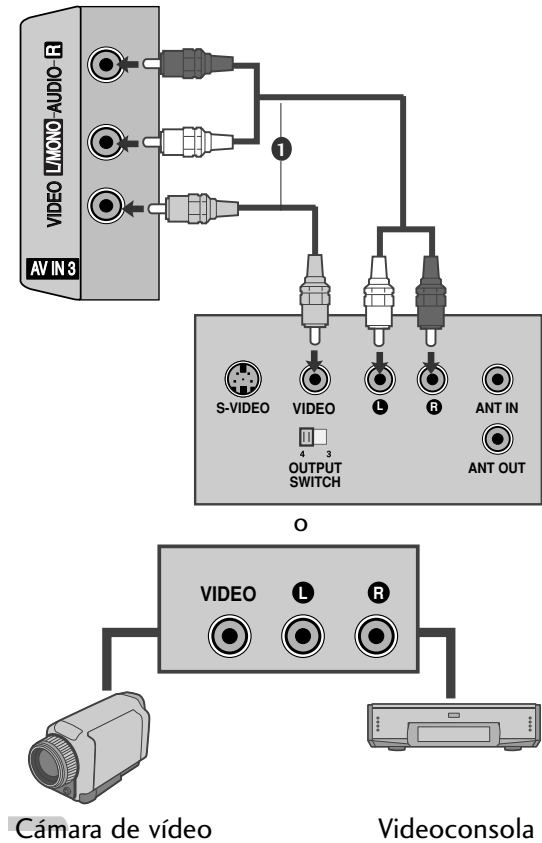 VIDEO L/MONO-AUDIO-R
AV IN 3
1
S-VIDEO
VIDEO
L
R
ANT IN
4 3
OUTPUT
SWITCH
ANT OUT
o
VIDEO
L
R
Cámara de vídeo
Videoconsola